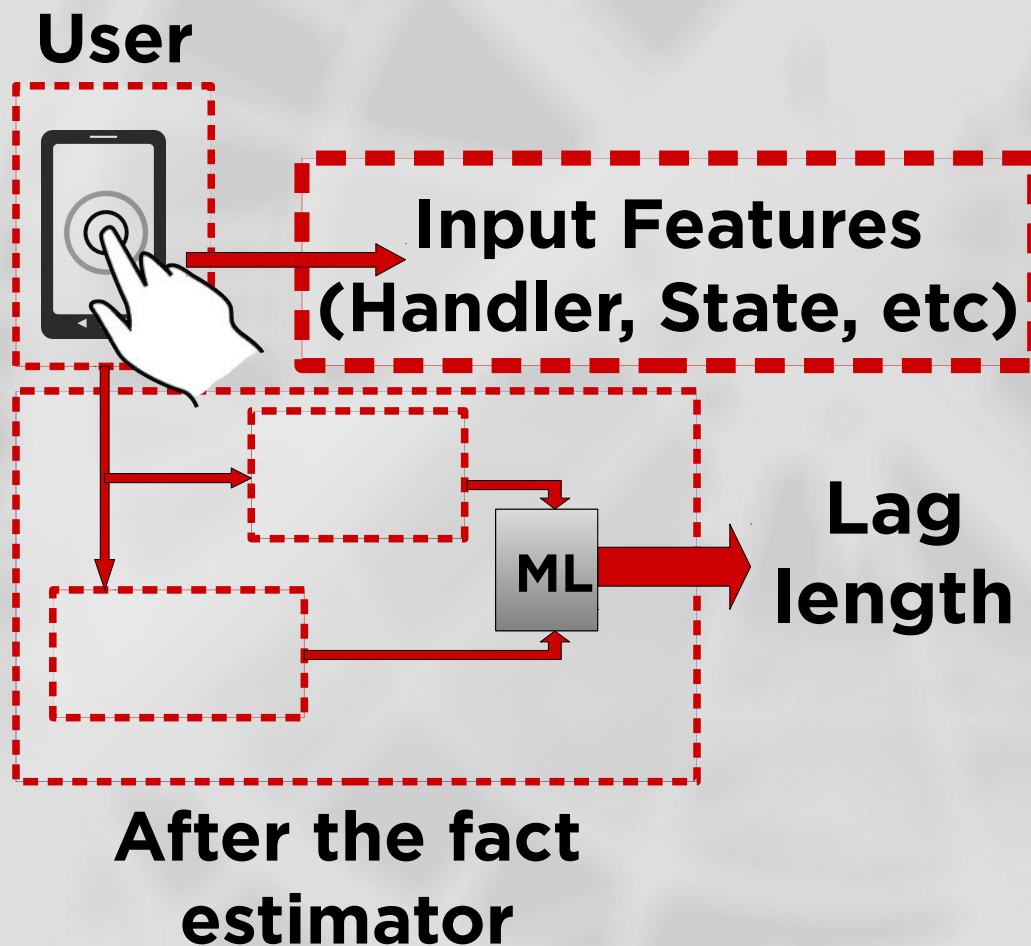 User
Input Features
(Handler, State, etc)
ML
Lag
length
After the fact
estimator